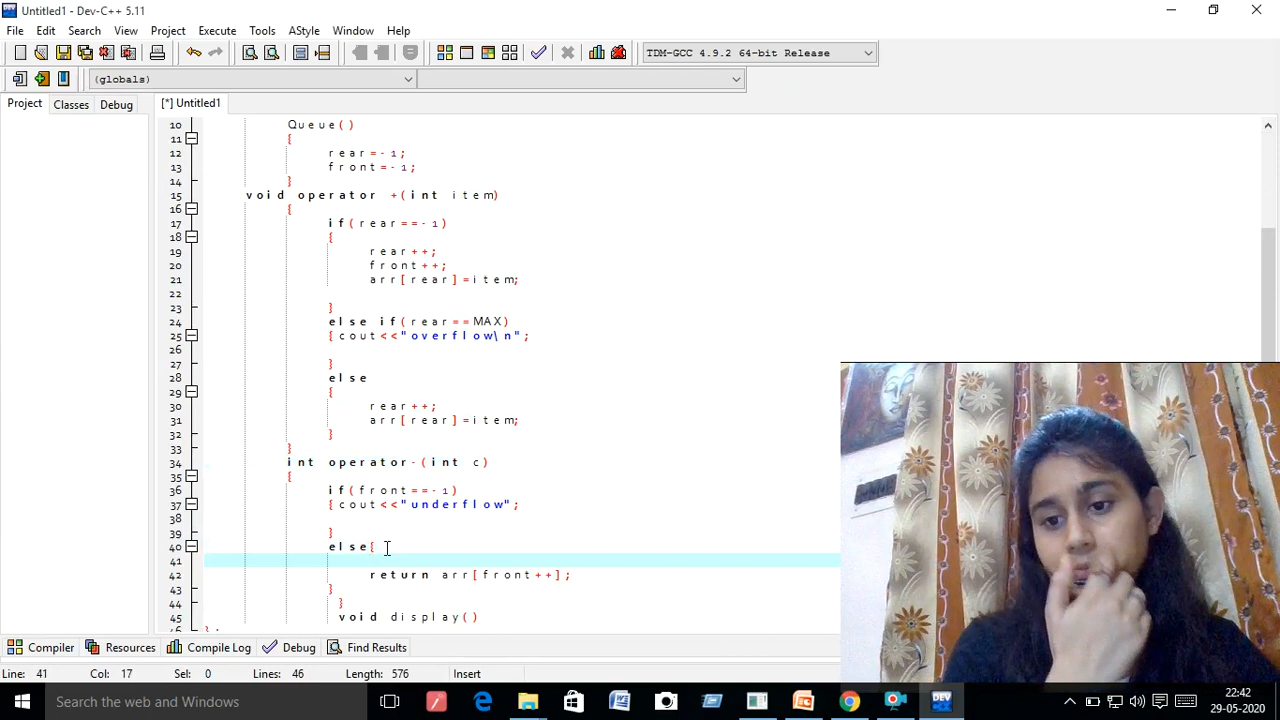 Untitled1 - Dev-C++ 5.11
File Edit Search View Project Execute Tools AStyle Window Help
TDM-GCC 4.9.2 64-bit Release
(globals)
Project Classes Debug [*] Untitled1
10 Queue()
11 {
12 rear=-1;
13 front=-1;
14 }
15 void operator +(int item)
16 {
17 if(rear==-1)
18 {
19 rear++;
20 front++;
21 arr[rear]=item;
22
23 }
24 else if(rear==MAX)
25 {cout<<"overflow\n";
26
27 }
28 else
29 {
30 rear++;
31 arr[rear]=item;
32 }
33 }
34 int operator-(int c)
35 {
36 if(front==-1)
37 {cout<<"underflow";
38
39 }
40 else{
41
42 return arr[front++];
43 }
44 }
45 void display()
46 };
Compiler Resources Compile Log Debug Find Results
Line: 41 Col: 17 Sel: 0 Lines: 46 Length: 576 Insert
Search the web and Windows
22:42
29-05-2020